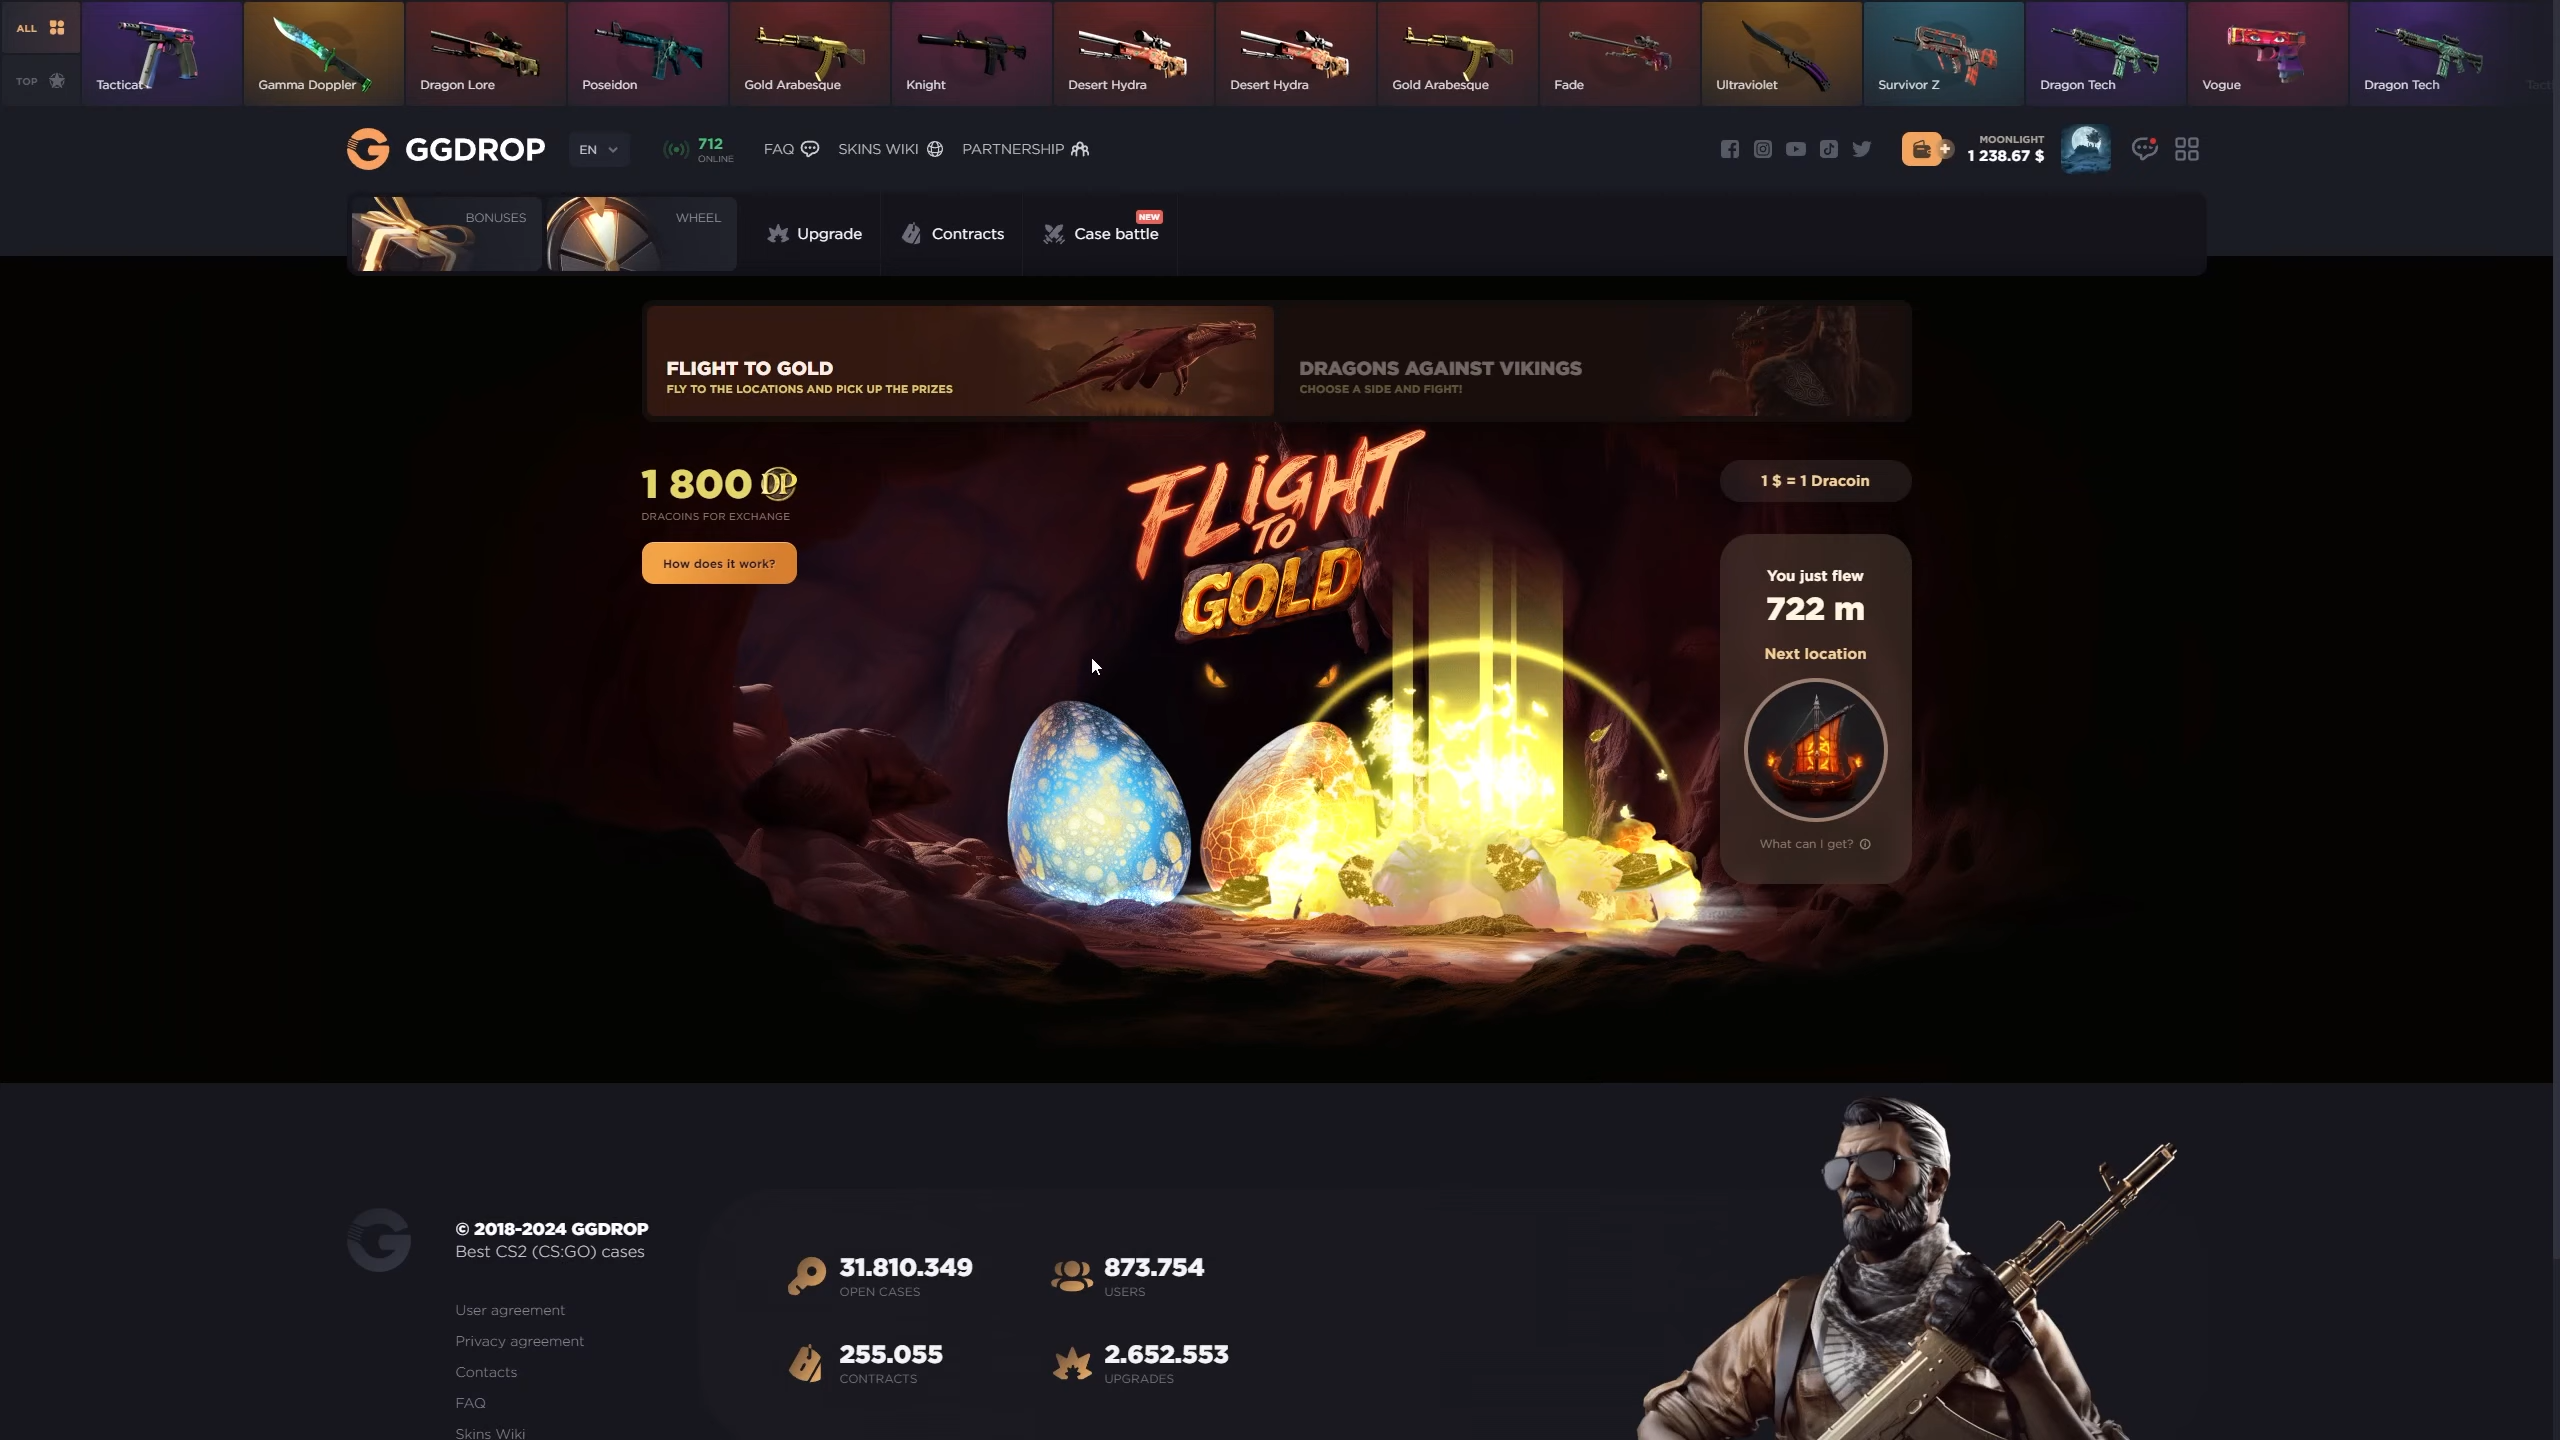 ALL
TOP
Tactical
Gamma Doppler
Dragon Lore
Poseidon
Gold Arabesque
Knight
Desert Hydra
Desert Hydra
Gold Arabesque
Fade
Ultraviolet
Survivor Z
Dragon Tech
Vogue
Dragon Tech
GGDROP
EN
712
ONLINE
FAQ
SKINS WIKI
PARTNERSHIP
MOONLIGHT
1 238.67 $
BONUSES
WHEEL
Upgrade
Contracts
Case battle
NEW
FLIGHT TO GOLD
FLY TO THE LOCATIONS AND PICK UP THE PRIZES
DRAGONS AGAINST VIKINGS
CHOOSE A SIDE AND FIGHT!
1 800 DP
DRACOINS FOR EXCHANGE
How does it work?
FLIGHT
TO
GOLD
1 $ = 1 Dracoin
You just flew
722 m
Next location
What can I get?
© 2018-2024 GGDROP
Best CS2 (CS:GO) cases
User agreement
Privacy agreement
Contacts
FAQ
Skins Wiki
31.810.349
OPEN CASES
873.754
USERS
255.055
CONTRACTS
2.652.553
UPGRADES